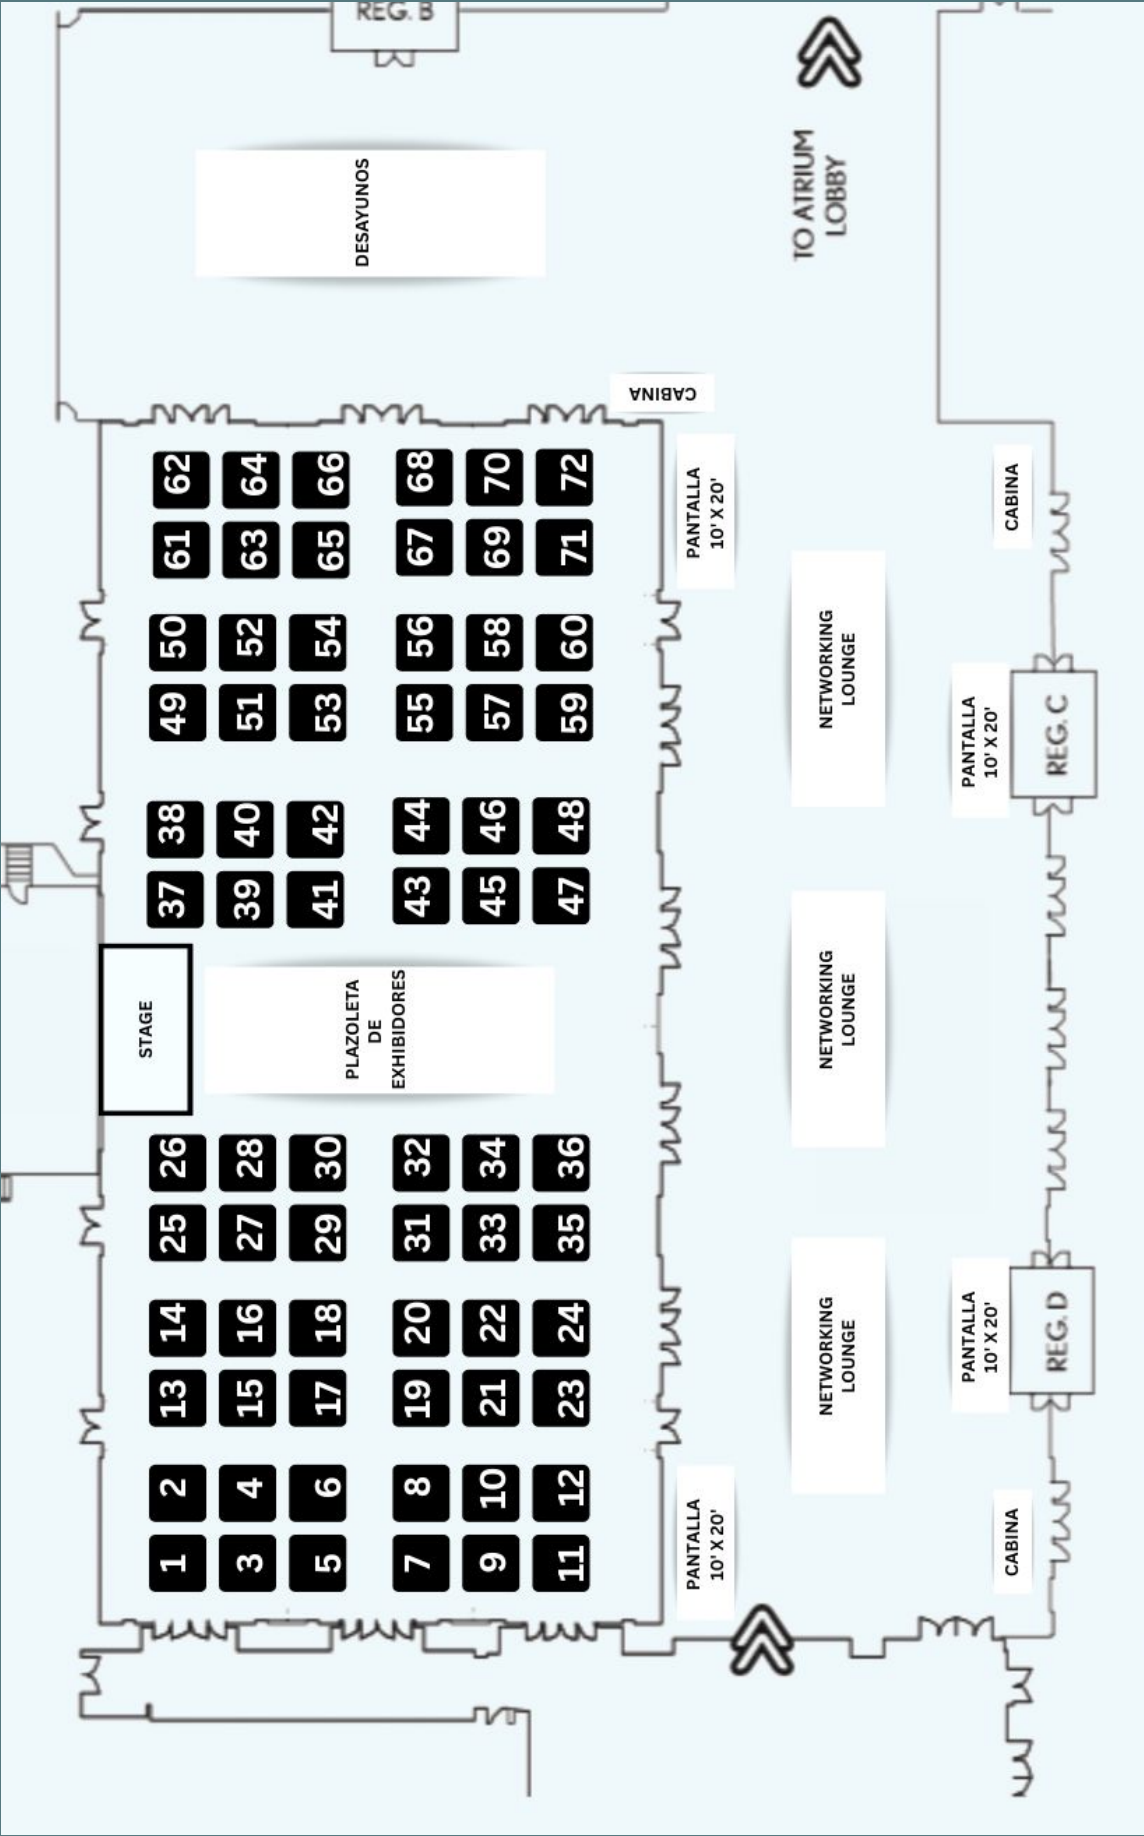 REG. B
TO ATRIUM
LOBBY
DESAYUNOS
CABINA
62 64 66 68 70 72
61 63 65 67 69 71
PANTALLA
10' X 20'
CABINA
50 52 54 56 58 60
49 51 53 55 57 59
NETWORKING
LOUNGE
PANTALLA
10' X 20'
REG. C
38 40 42 44 46 48
37 39 41 43 45 47
STAGE
PLAZOLETA
DE
EXHIBIDORES
NETWORKING
LOUNGE
26 28 30 32 34 36
25 27 29 31 33 35
14 16 18 20 22 24
13 15 17 19 21 23
NETWORKING
LOUNGE
PANTALLA
10' X 20'
REG. D
2 4 6 8 10 12
1 3 5 7 9 11
PANTALLA
10' X 20'
CABINA